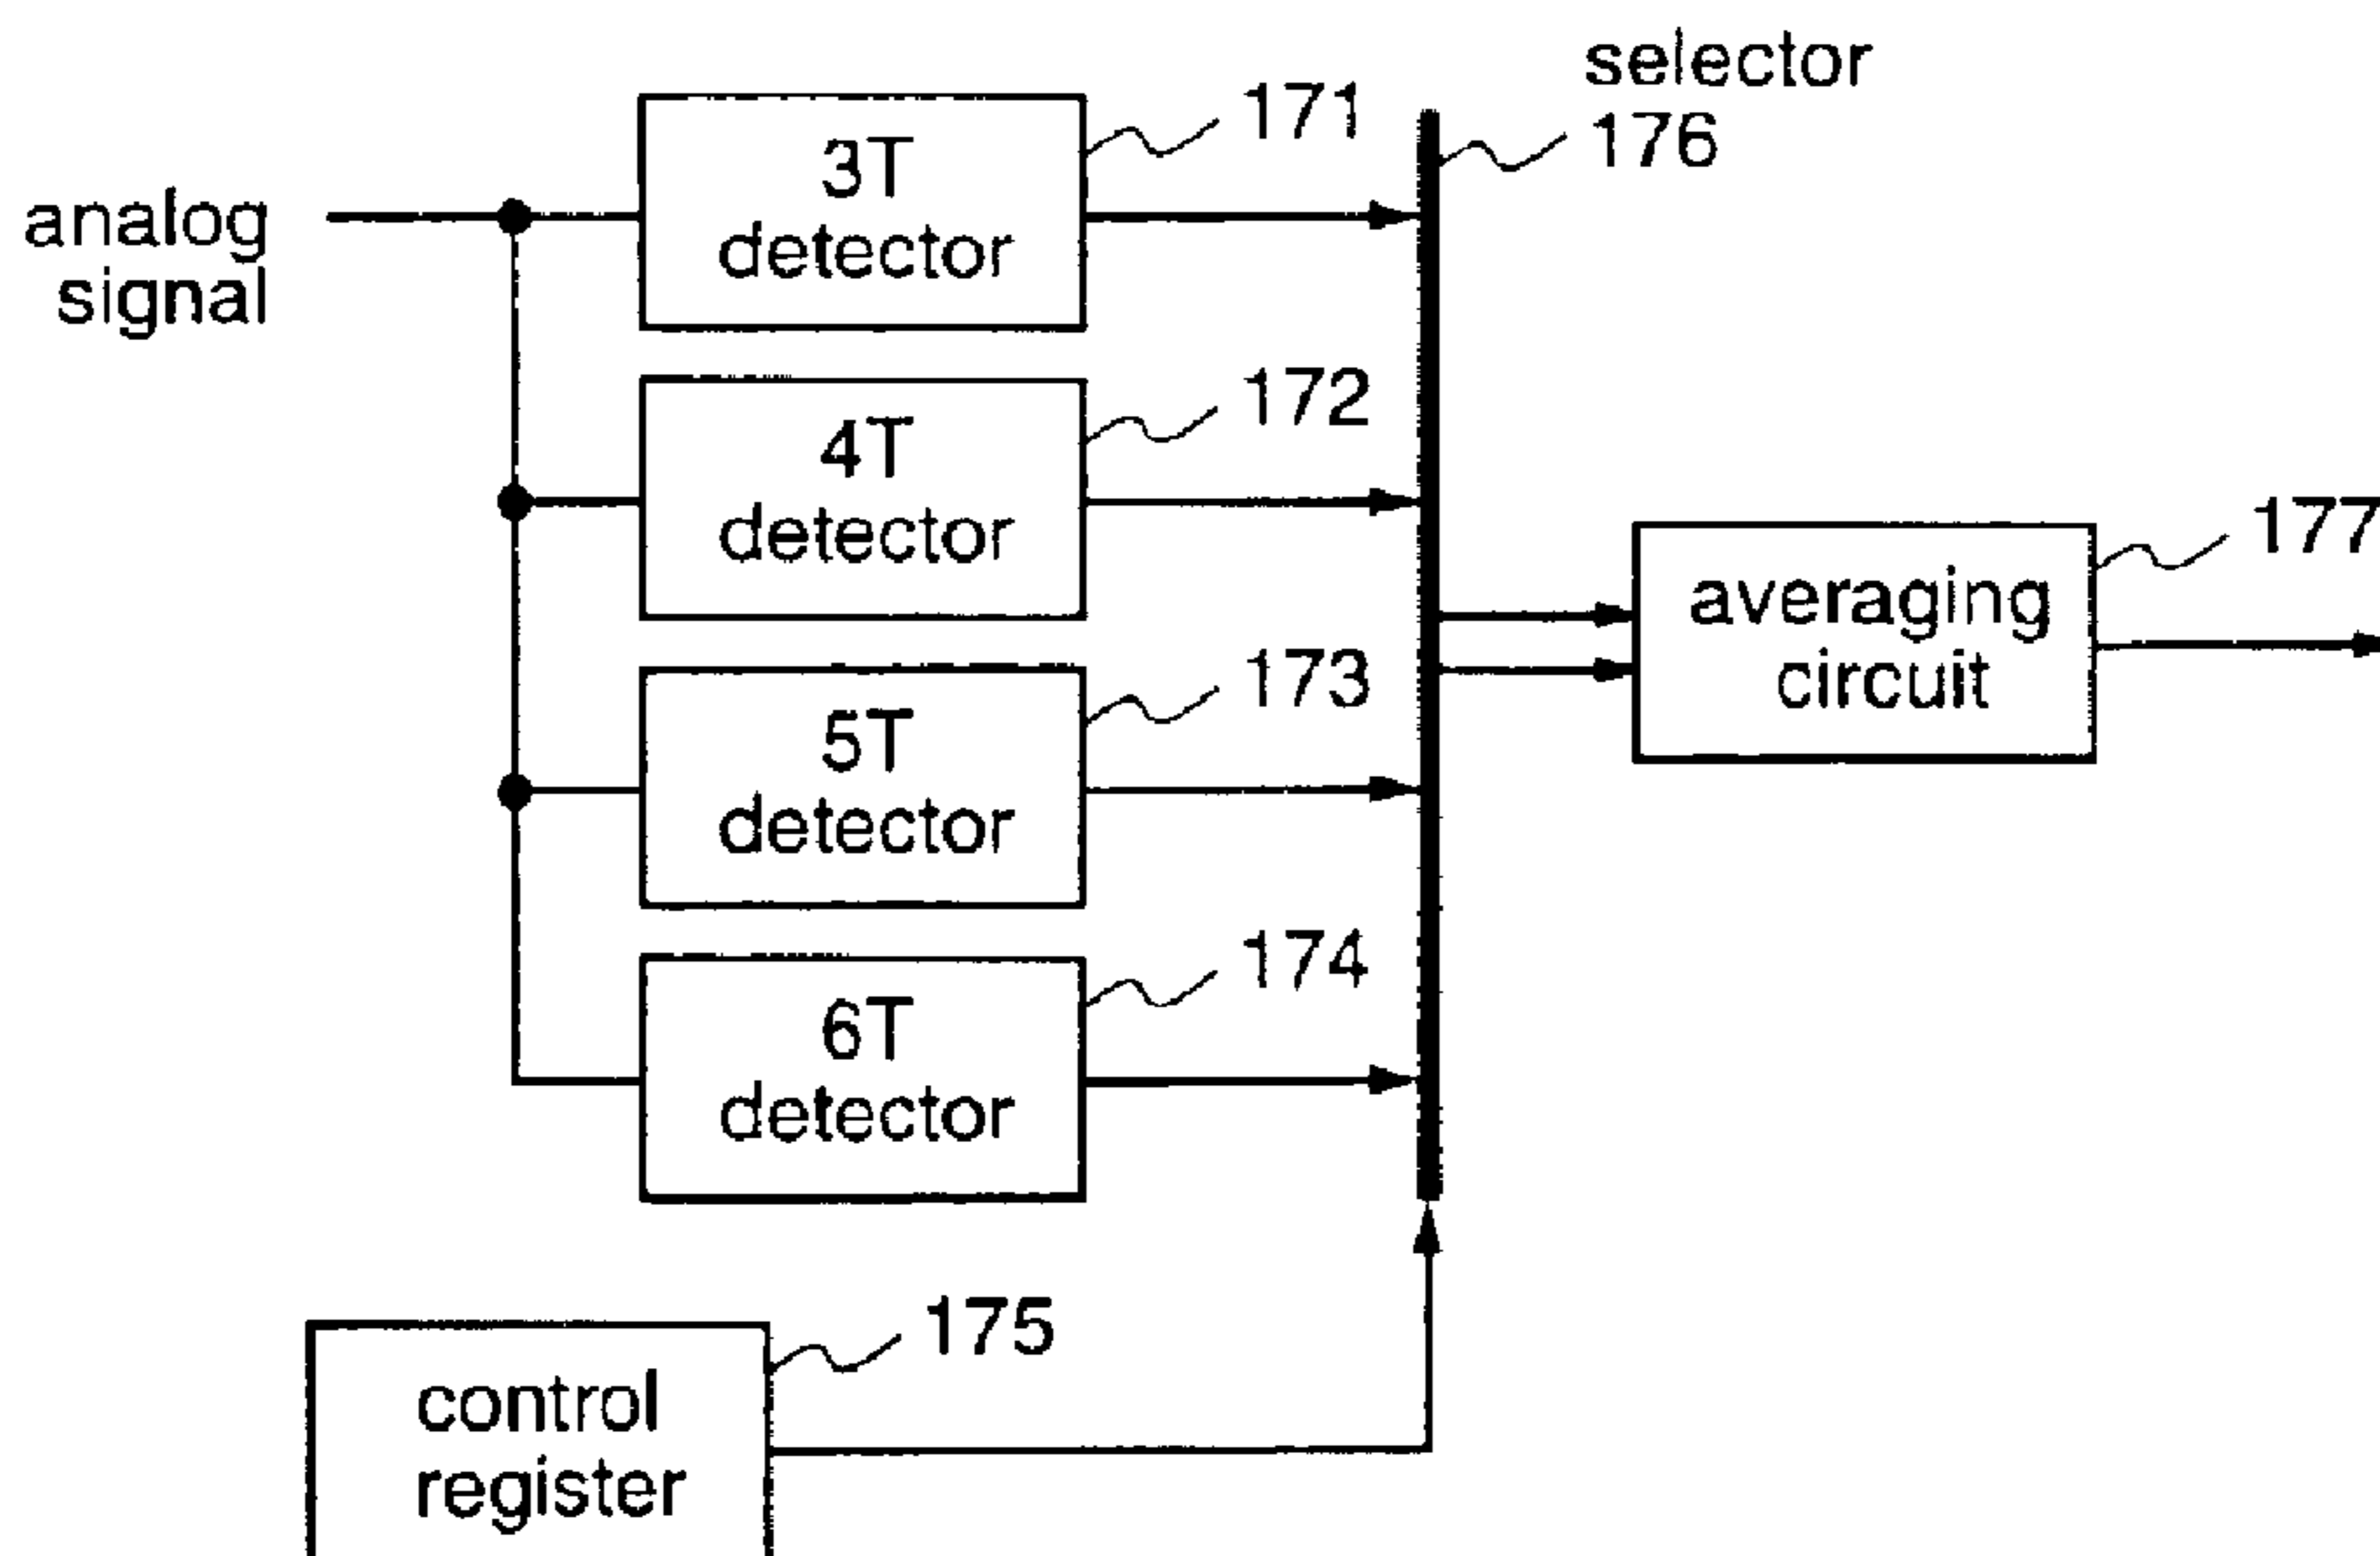 selector
176
171
3T
detector
analog
signal
172
4T
detector
177
averaging
circuit
173
5T
detector
174
6T
detector
175
control
register